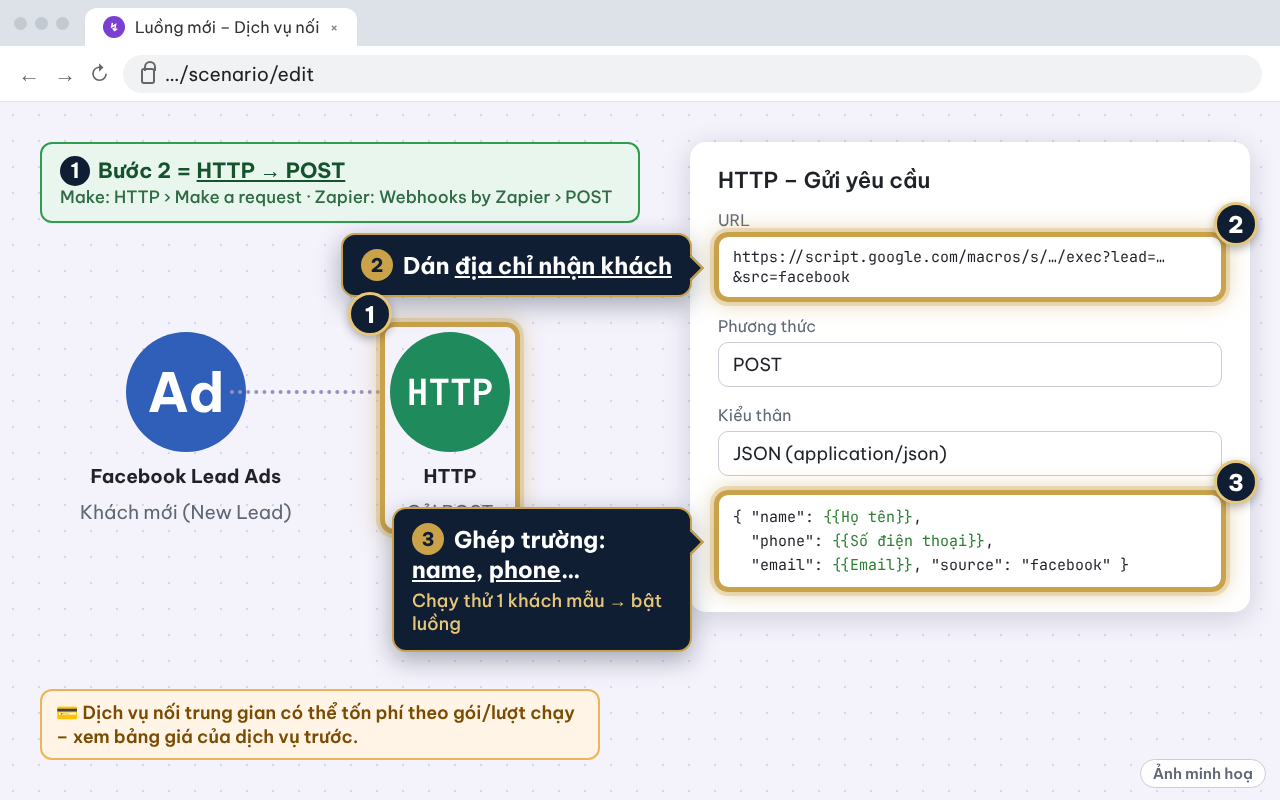 Luồng mới – Dịch vụ nối ×
.../scenario/edit
1 Bước 2 = HTTP → POST
Make: HTTP > Make a request · Zapier: Webhooks by Zapier > POST
HTTP – Gửi yêu cầu
URL
2
https://script.google.com/macros/s/…/exec?lead=…
&src=facebook
2 Dán địa chỉ nhận khách
1
Phương thức
POST
Kiểu thân
JSON (application/json)
Ad
HTTP
Facebook Lead Ads
Khách mới (New Lead)
HTTP
3
{ "name": {{Họ tên}},
"phone": {{Số điện thoại}},
"email": {{Email}}, "source": "facebook" }
3 Ghép trường:
name, phone…
Chạy thử 1 khách mẫu → bật
luồng
💳 Dịch vụ nối trung gian có thể tốn phí theo gói/lượt chạy
– xem bảng giá của dịch vụ trước.
Ảnh minh hoạ